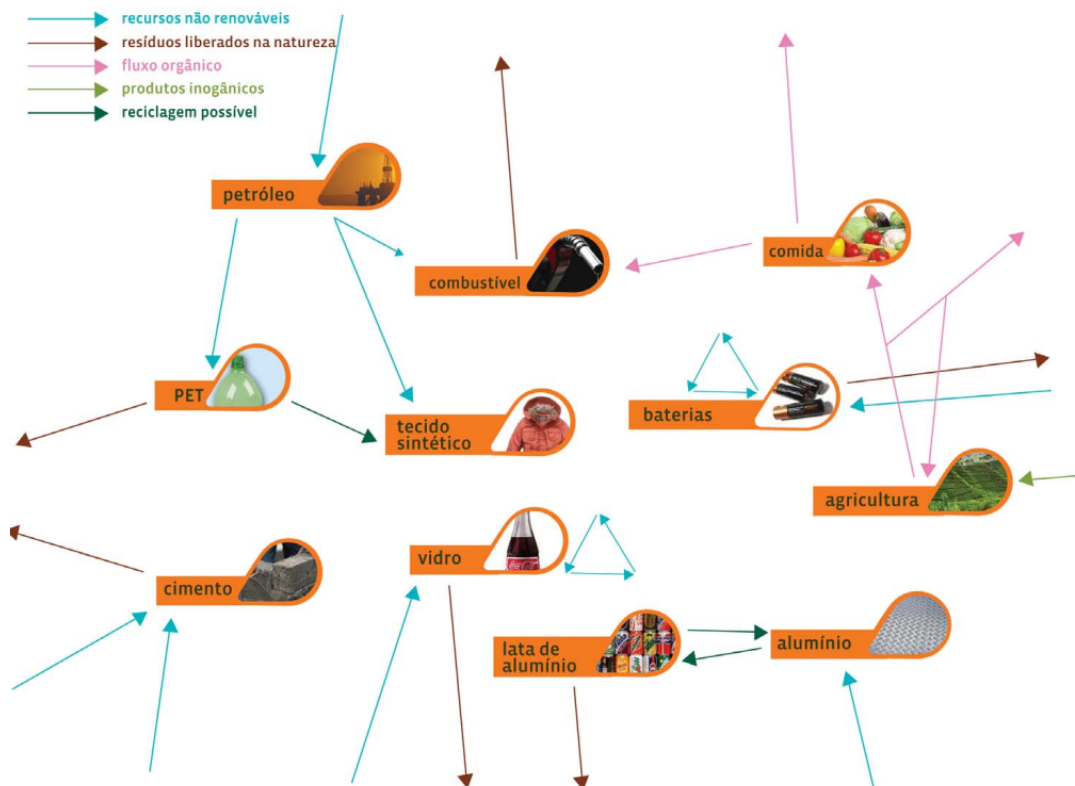 recursos não renováveis
resíduos liberados na natureza
fluxo orgânico
produtos inogânicos
reciclagem possível
petróleo
combustível
comida
PET
tecido
sintético
baterias
agricultura
cimento
vidro
lata de
alumínio
alumínio